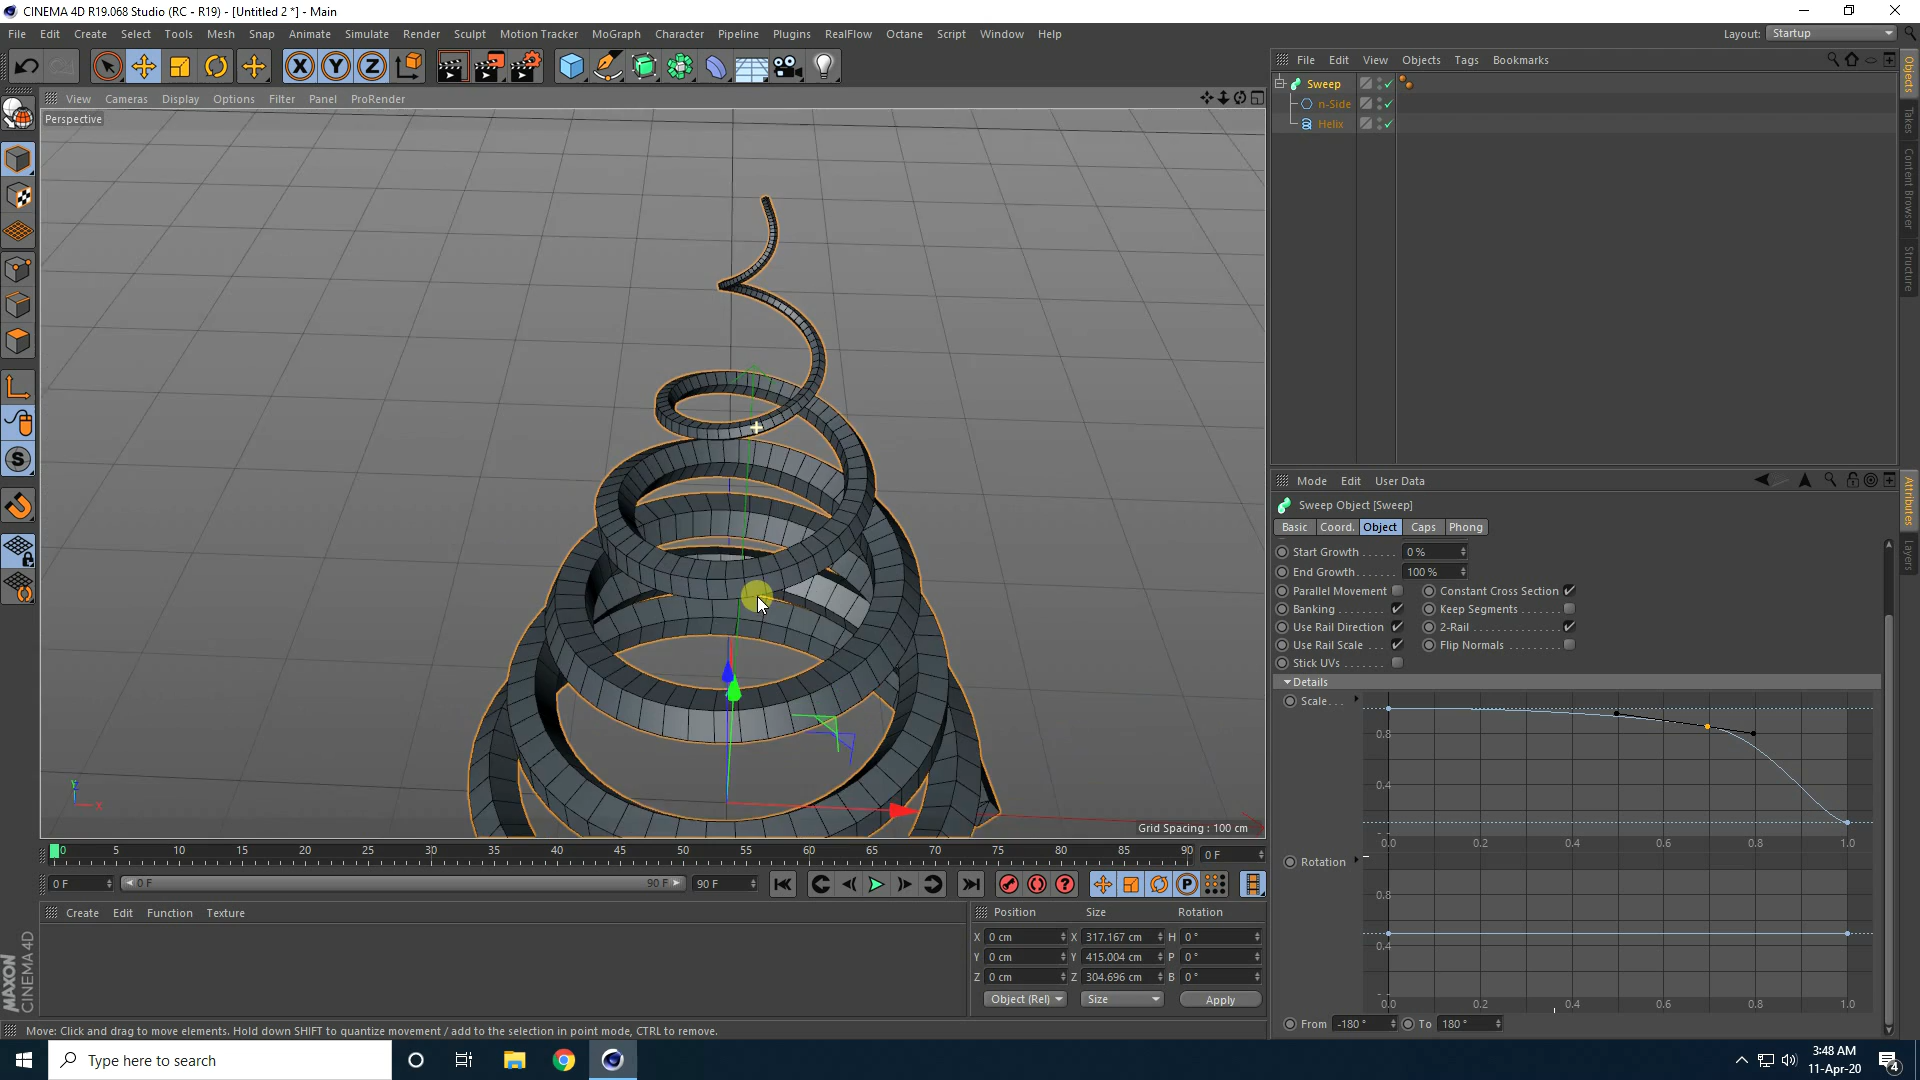 CINEMA 4D R19.068 Studio (RC - R19) - [Untitled 2 *] - Main
File Edit Create Select Tools Mesh Snap Animate Simulate Render Sculpt Motion Tracker MoGraph Character Pipeline Plugins RealFlow Octane Script Window Help
Layout: Startup
X Y Z
File Edit View Objects Tags Bookmarks
View Cameras Display Options Filter Panel ProRender
Perspective
Sweep
n-Side
Helix
Objects
Takes
Content Browser
Structure
Mode Edit User Data
Sweep Object [Sweep]
Basic Coord. Object Caps Phong
Start Growth . . . . . . 0 %
End Growth. . . . . . . 100 %
Parallel Movement Constant Cross Section
Banking . . . . . . . . . Keep Segments . . . . . . .
Use Rail Direction 2-Rail . . . . . . . . . . . . . . .
Use Rail Scale . . . Flip Normals . . . . . . . . .
Stick UVs . . . . . .
Details
Scale. . .
0.8
0.4
0.0 0.2 0.4 0.6 0.8 1.0
Rotation
0.8
0.4
0.0 0.2 0.4 0.6 0.8 1.0
From -180 ° To 180 °
Attributes
Layers
Y
X
Grid Spacing : 100 cm
0 5 10 15 20 25 30 35 40 45 50 55 60 65 70 75 80 85 90
0 F
0 F 0 F 90 F 90 F
Create Edit Function Texture
Position Size Rotation
X 0 cm X 317.167 cm H 0 °
Y 0 cm Y 415.004 cm P 0 °
Z 0 cm Z 304.696 cm B 0 °
Object (Rel) Size Apply
MAXON
CINEMA 4D
Move: Click and drag to move elements. Hold down SHIFT to quantize movement / add to the selection in point mode, CTRL to remove.
Type here to search
3:48 AM
11-Apr-20
4